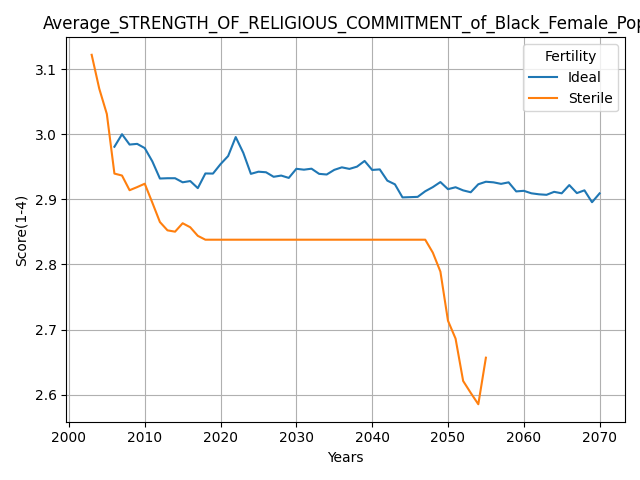 Average_STRENGTH_OF_RELIGIOUS_COMMITMENT_of_Black_Female_Pop
Fertility
Ideal
Sterile
Score(1-4)
3.1
3.0
2.9
2.8
2.7
2.6
2000 2010 2020 2030 2040 2050 2060 2070
Years